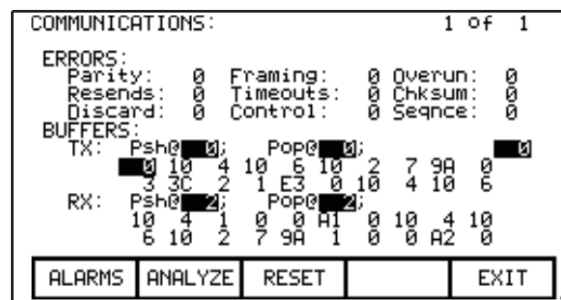 COMMUNICATIONS: 1 of 1
ERRORS:
Parity: 0 Framing: 0 Overun: 0
Resends: 0 Timeouts: 0 Chksum: 0
Discard: 0 Control: 0 Seqnce: 0
BUFFERS:
TX: Psh@ 0; Pop@ 0; 0
0 10 4 10 6 10 2 7 9A 0
3 3C 2 1 E3 0 10 4 10 6
RX: Psh@ 2; Pop@ 2;
10 4 1 0 0 A1 0 10 4 10
6 10 2 7 9A 1 0 0 A2 0
ALARMS ANALYZE RESET EXIT